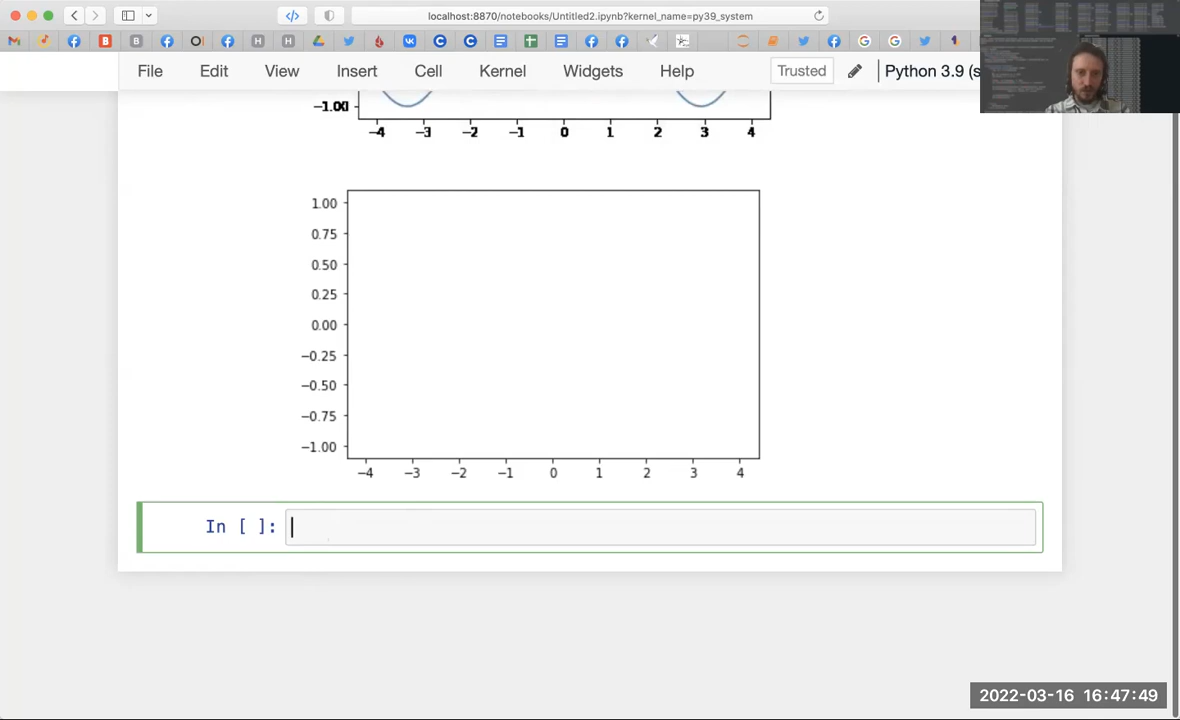 localhost:8870/notebooks/Untitled2.ipynb?kernel_name=py39_system
File Edit View Insert Cell Kernel Widgets Help Trusted Python 3.9 (s
−4 −3 −2 −1 0 1 2 3 4
1.00
0.75
0.50
0.25
0.00
−0.25
−0.50
−0.75
−1.00
−4 −3 −2 −1 0 1 2 3 4
In [ ]:
2022-03-16 16:47:49